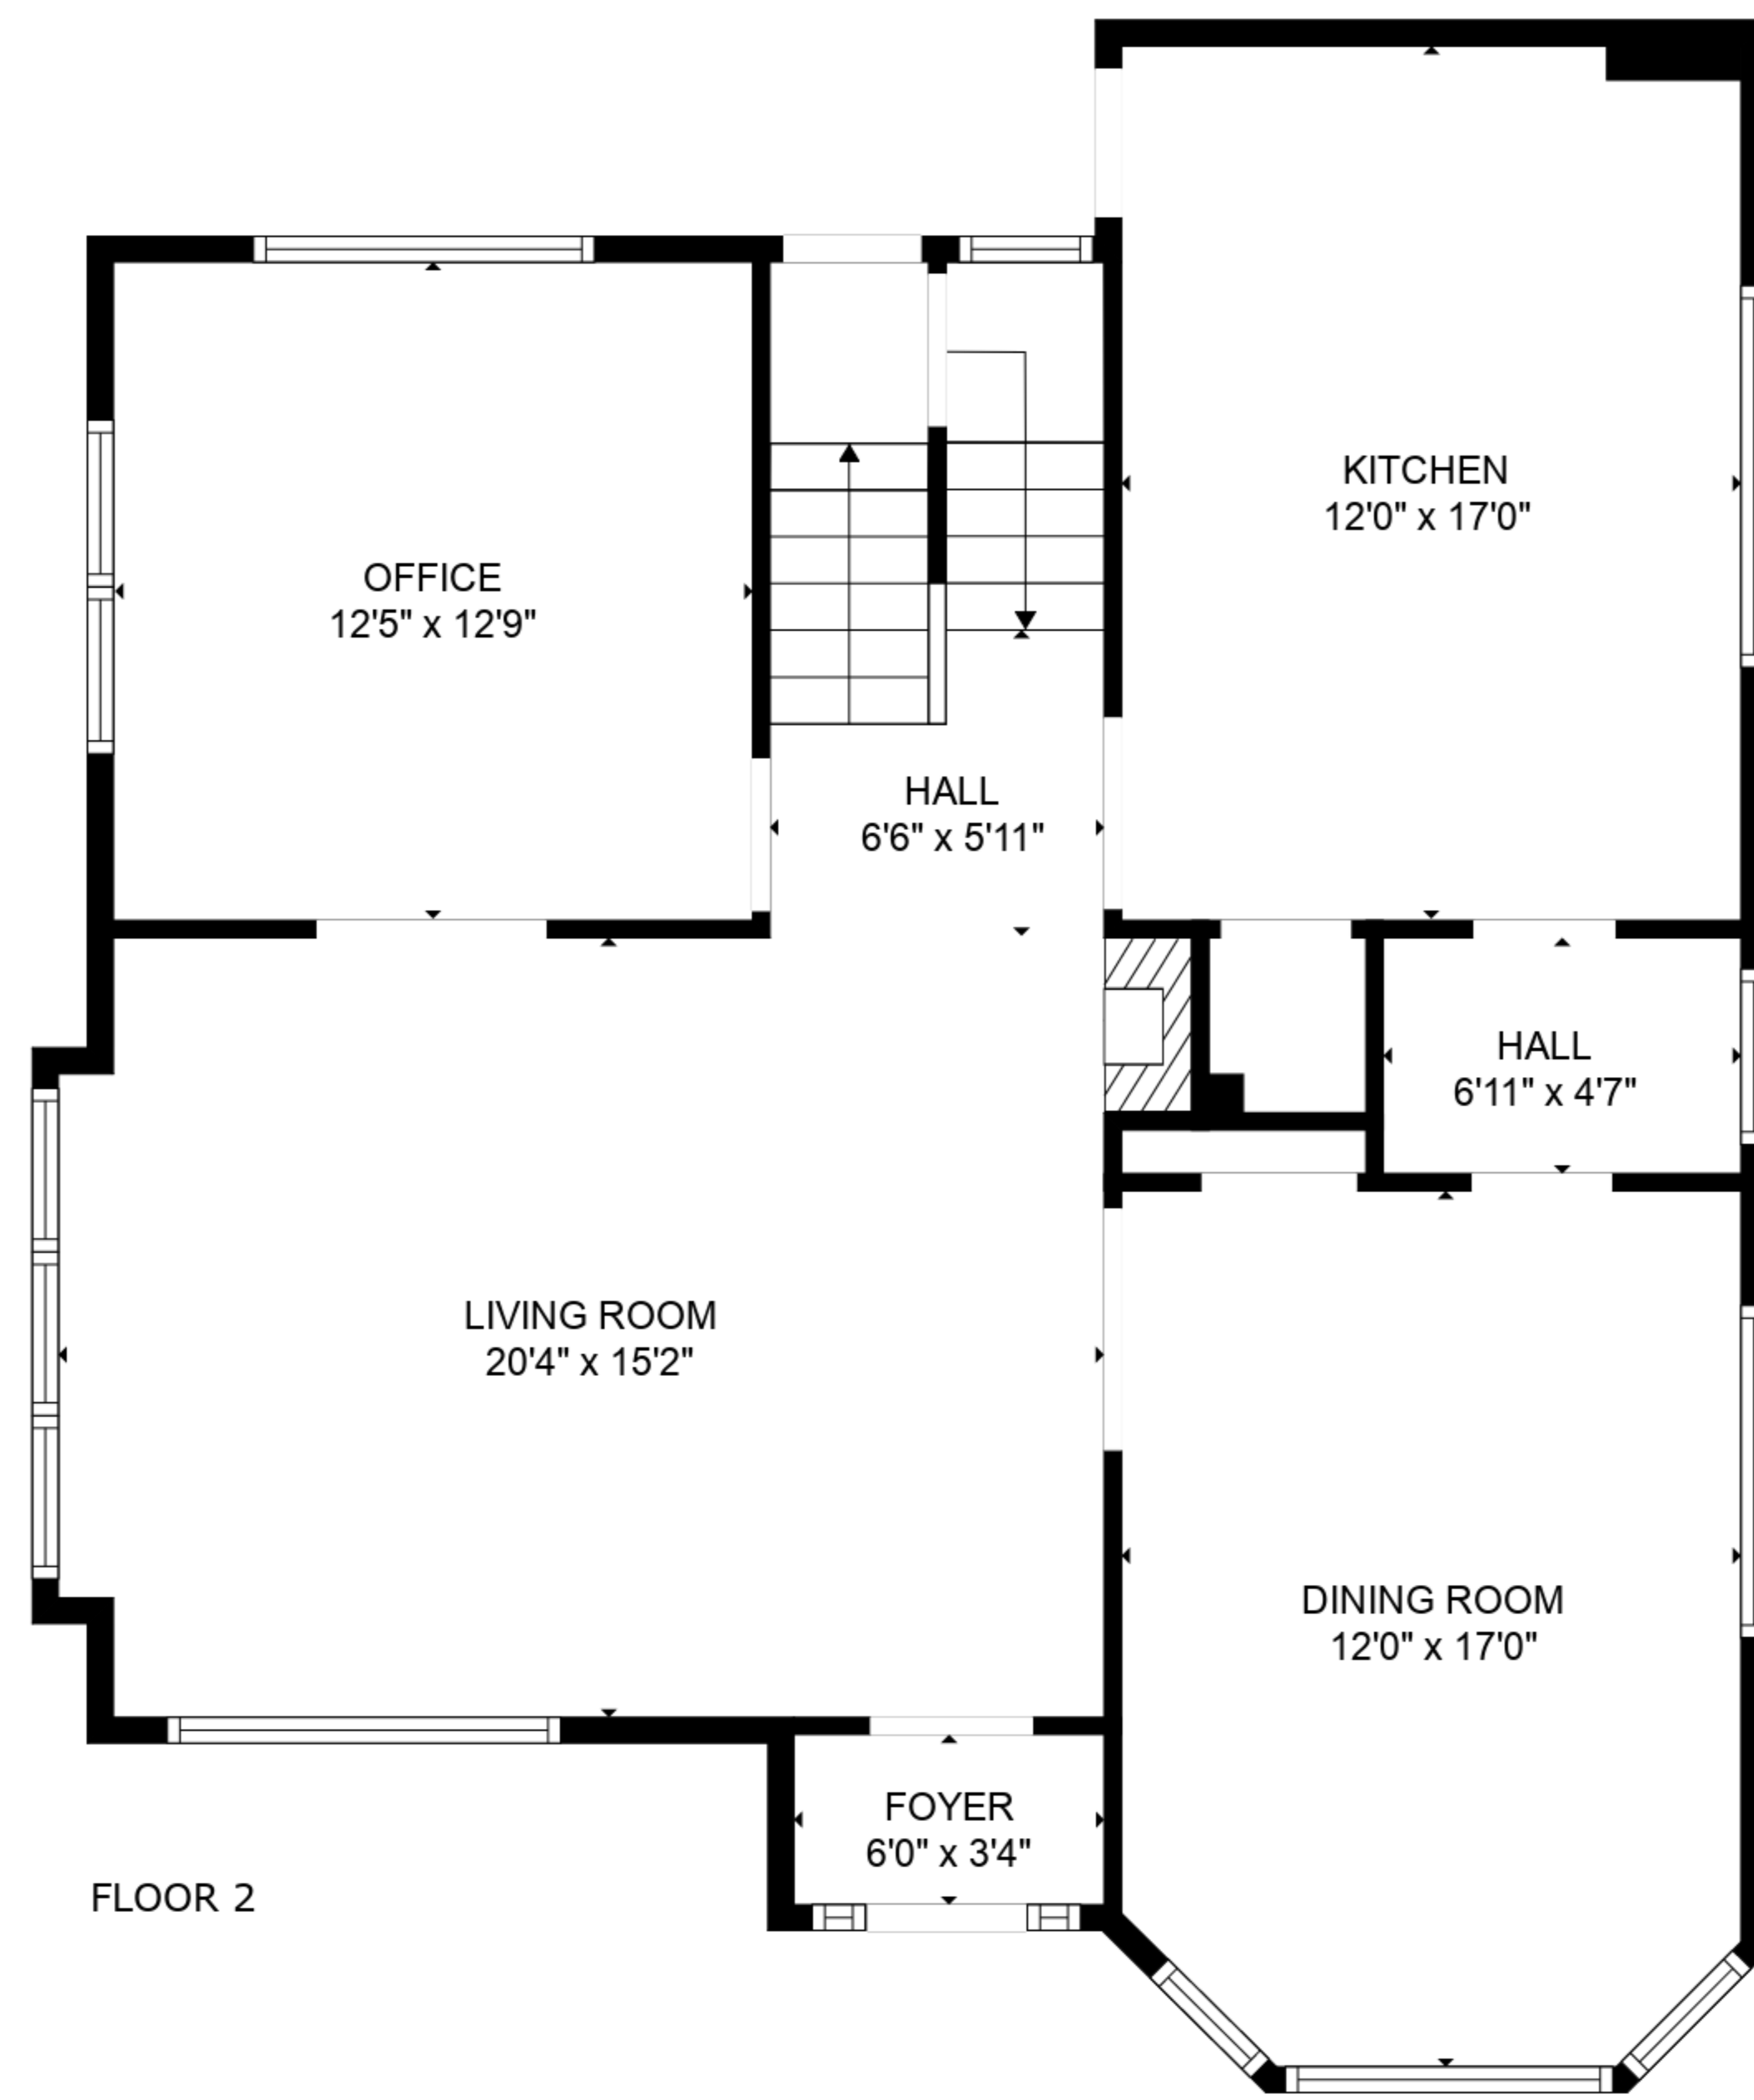 KITCHEN
12'0" x 17'0"
OFFICE
12'5" x 12'9"
HALL
6'6" x 5'11"
HALL
6'11" x 4'7"
LIVING ROOM
20'4" x 15'2"
DINING ROOM
12'0" x 17'0"
FOYER
6'0" x 3'4"
FLOOR 2